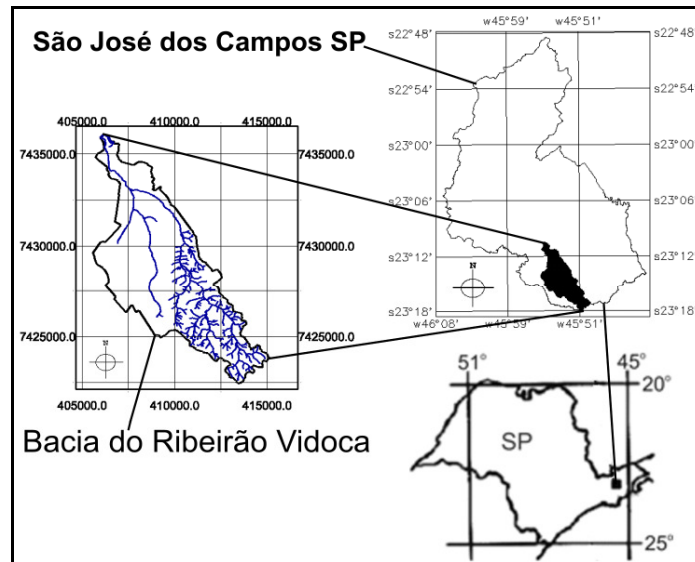 São José dos Campos SP
w45°59' w45°51'
s22°48' s22°48'
s22°54' s22°54'
s23°00' s23°00'
s23°06' s23°06'
s23°12' s23°12'
s23°18' s23°18'
w46°08' w45°59' w45°51'
N
405000.0 410000.0 415000.0
7435000.0 7435000.0
7430000.0 7430000.0
7425000.0 7425000.0
N
405000.0 410000.0 415000.0
Bacia do Ribeirão Vidoca
51° 45°
20°
SP
25°